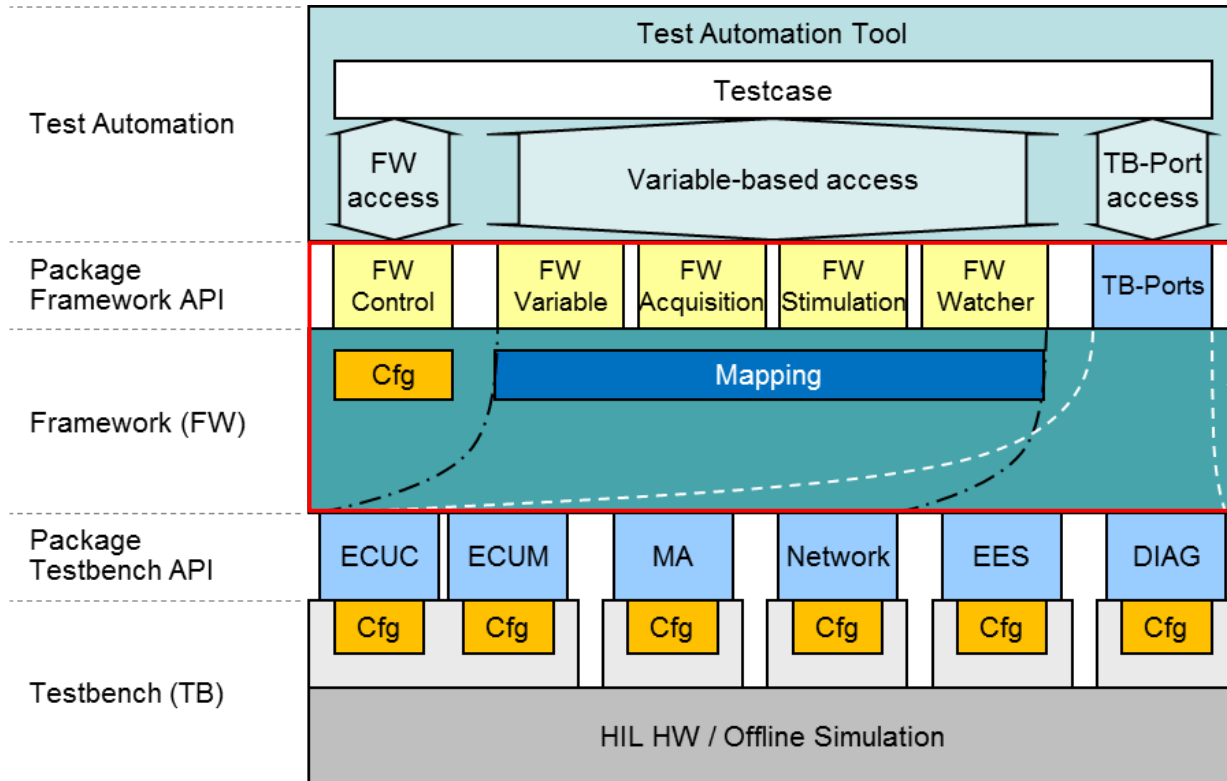 Test Automation Tool
Testcase
Test Automation
FW
access
Variable-based access
TB-Port
access
Package
Framework API
FW
Control
FW
Variable
FW
Acquisition
FW
Stimulation
FW
Watcher
TB-Ports
Framework (FW)
Cfg
Mapping
Package
Testbench API
ECUC
ECUM
MA
Network
EES
DIAG
Testbench (TB)
Cfg
Cfg
Cfg
Cfg
Cfg
Cfg
HIL HW / Offline Simulation